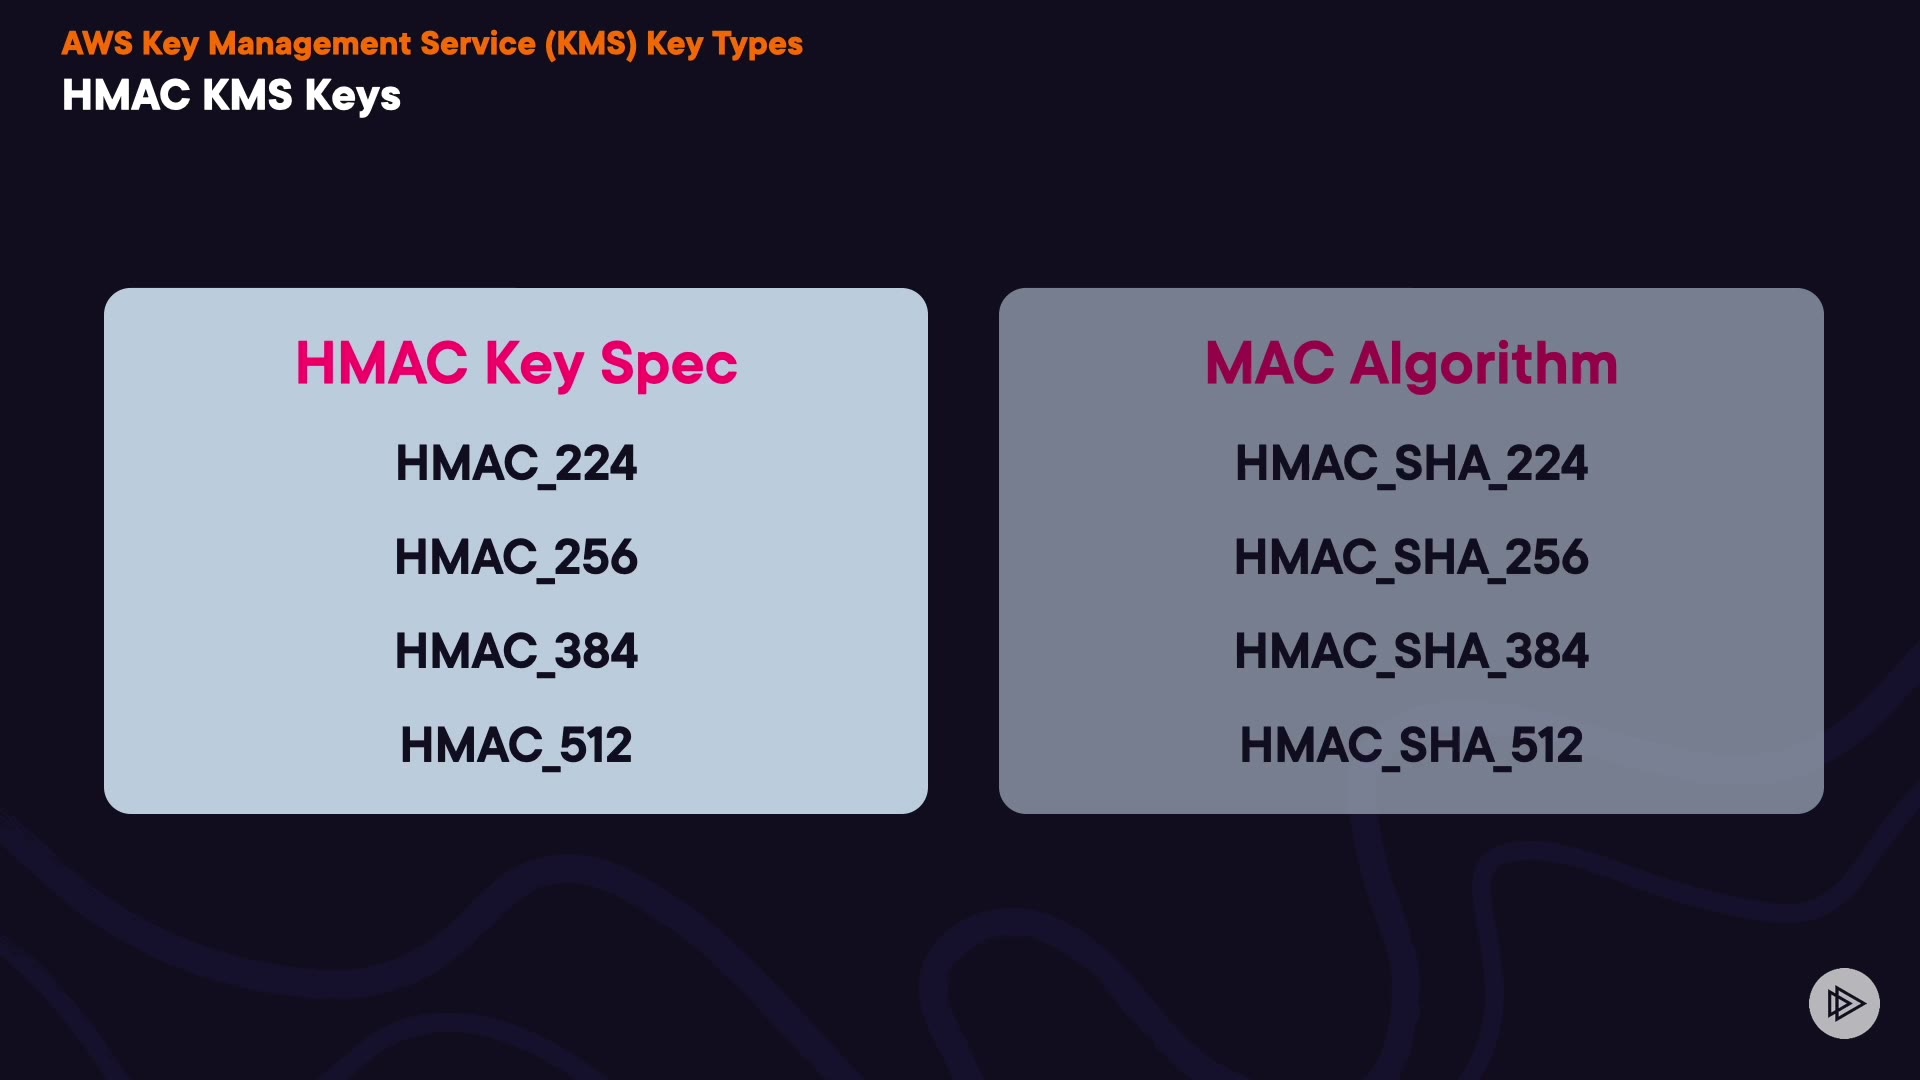 AWS Key Management Service (KMS) Key Types
HMAC KMS Keys
HMAC Key Spec
HMAC_224
HMAC_256
HMAC_384
HMAC_512
MAC Algorithm
HMAC_SHA_224
HMAC_SHA_256
HMAC_SHA_384
HMAC_SHA_512